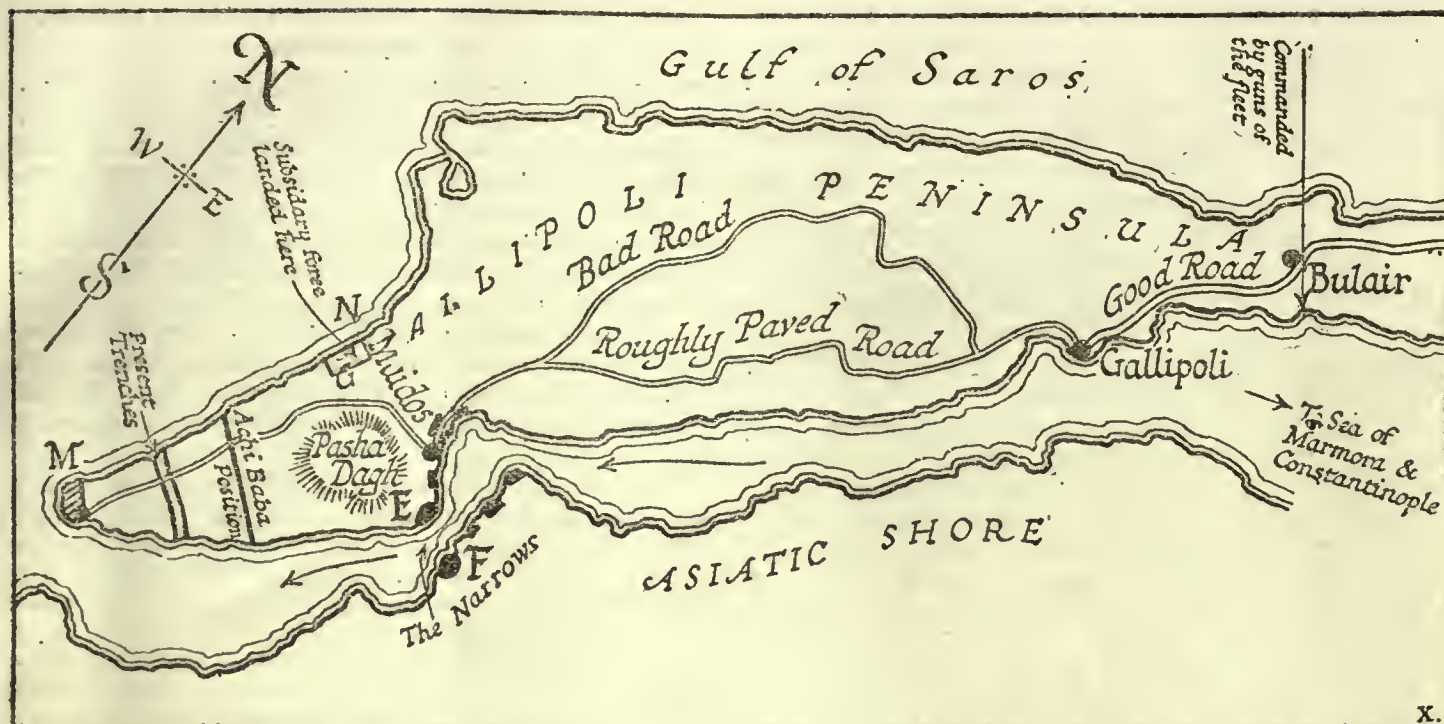 Gulf of Saros.
Commanded
by guns of
the fleet.
N
W
E
S
Subsidary force
landed here
GALLIPOLI PENINSULA
Bad Road
Good Road
Bulair
Roughly Paved Road
Gallipoli
N
G
Maidos
Present
Trenches
M
Achi Baba
Position
Pasha
Dagh
E
F
The Narrows
ASIATIC SHORE
To Sea of
Marmora &
Constantinople
X.